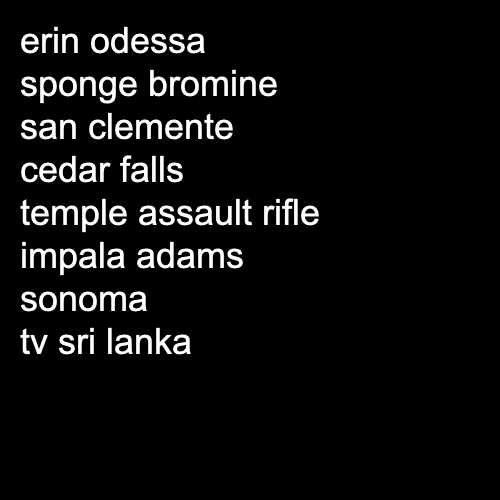 erin odessa
sponge bromine
san clemente
cedar falls
temple assault rifle
impala adams
sonoma
tv sri lanka